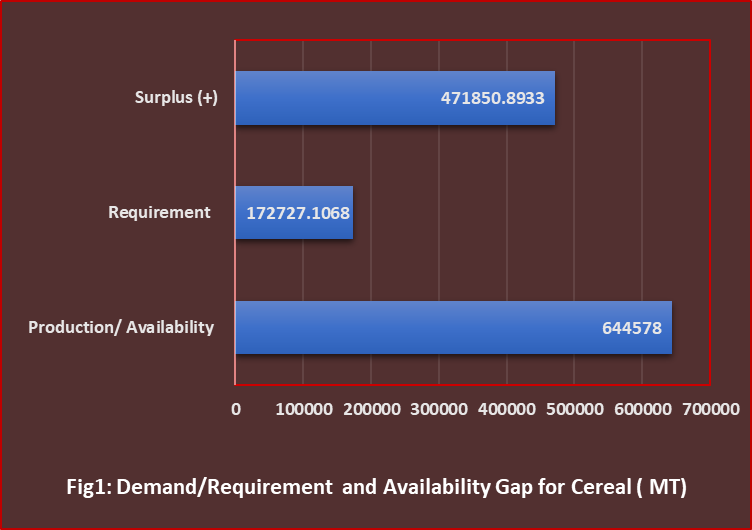 Surplus (+)
471850.8933
Requirement
172727.1068
Production/ Availability
644578
0 100000 200000 300000 400000 500000 600000 700000
Fig1: Demand/Requirement and Availability Gap for Cereal ( MT)